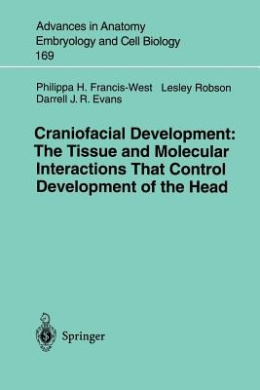 Advances in Anatomy
Embryology and Cell Biology
169
Philippa H. Francis-West Lesley Robson
Darrell J. R. Evans
Craniofacial Development:
The Tissue and Molecular
Interactions That Control
Development of the Head
Springer